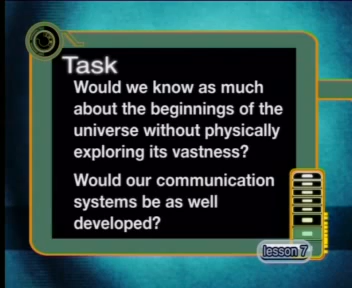 Task
Would we know as much
about the beginnings of the
universe without physically
exploring its vastness?
Would our communication
systems be as well
developed?
lesson 7